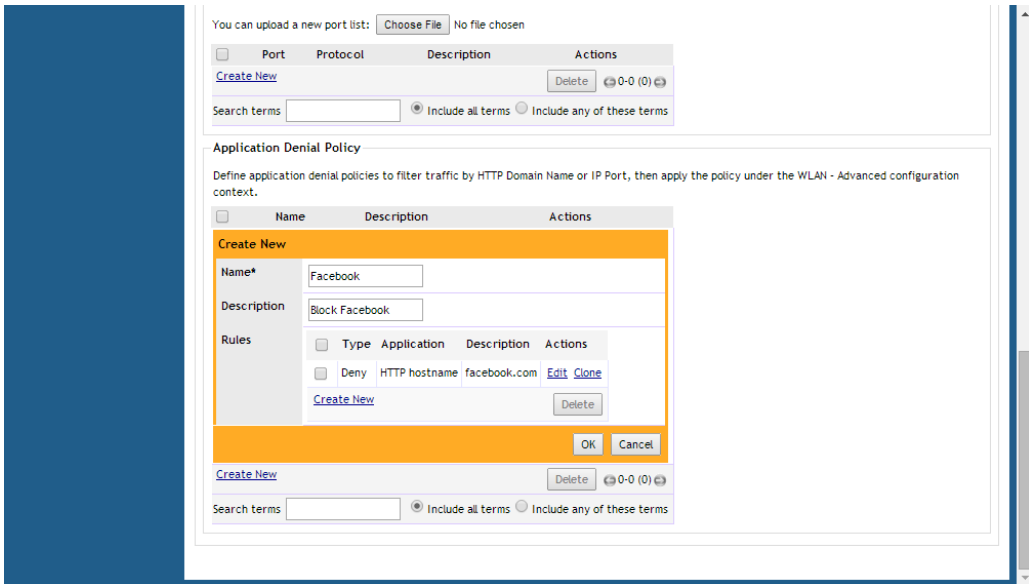 You can upload a new port list: Choose File No file chosen
Port Protocol Description Actions
Create New Delete 0-0 (0)
Search terms Include all terms Include any of these terms
Application Denial Policy
Define application denial policies to filter traffic by HTTP Domain Name or IP Port, then apply the policy under the WLAN - Advanced configuration
context.
Name Description Actions
Create New
Name* Facebook
Description Block Facebook
Rules Type Application Description Actions
Deny HTTP hostname facebook.com Edit Clone
Create New Delete
OK Cancel
Create New Delete 0-0 (0)
Search terms Include all terms Include any of these terms